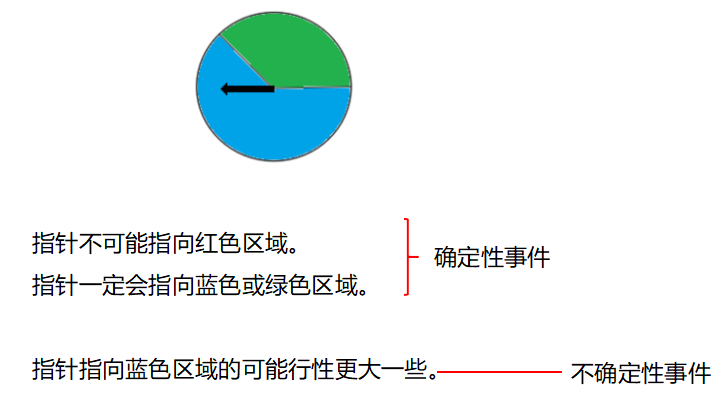 指针不可能指向红色区域。
确定性事件
指针一定会指向蓝色或绿色区域。
指针指向蓝色区域的可能行性更大一些。
不确定性事件